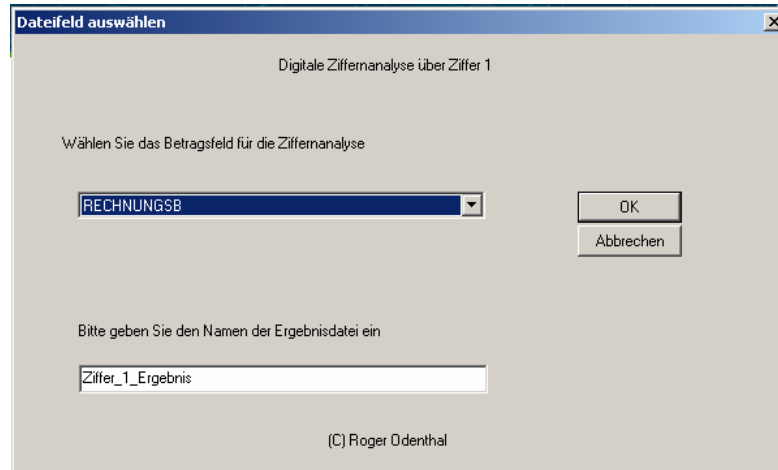 Dateifeld auswählen
Digitale Ziffernanalyse über Ziffer 1
Wählen Sie das Betragsfeld für die Ziffernanalyse
RECHNUNGSB
OK
Abbrechen
Bitte geben Sie den Namen der Ergebnisdatei ein
Ziffer_1_Ergebnis
(C) Roger Odenthal